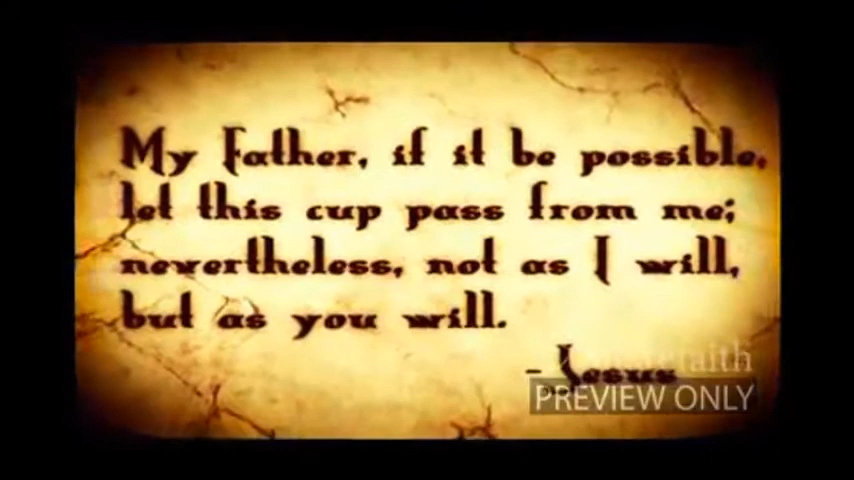 My Father, if it be possible,
let this cup pass from me;
nevertheless, not as I will,
but as you will.
- Jesus
faith
PREVIEW ONLY